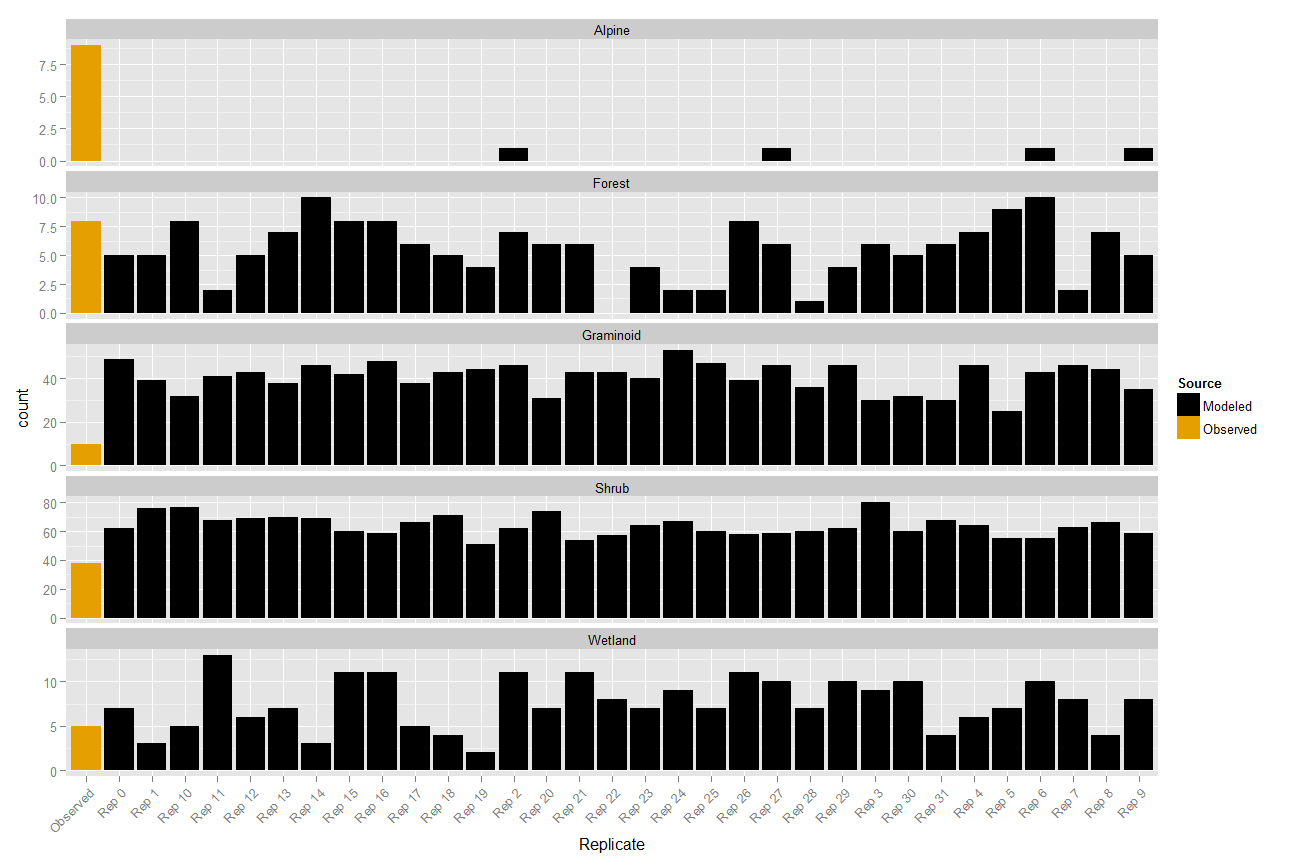 Alpine
7.5
5.0
2.5
0.0
Forest
10.0
7.5
5.0
2.5
0.0
Graminoid
40
20
0
Shrub
80
60
40
20
0
Wetland
10
5
0
count
Observed Rep 0 Rep 1 Rep 10 Rep 11 Rep 12 Rep 13 Rep 14 Rep 15 Rep 16 Rep 17 Rep 18 Rep 19 Rep 2 Rep 20 Rep 21 Rep 22 Rep 23 Rep 24 Rep 25 Rep 26 Rep 27 Rep 28 Rep 29 Rep 3 Rep 30 Rep 31 Rep 4 Rep 5 Rep 6 Rep 7 Rep 8 Rep 9
Replicate
Source
Modeled
Observed